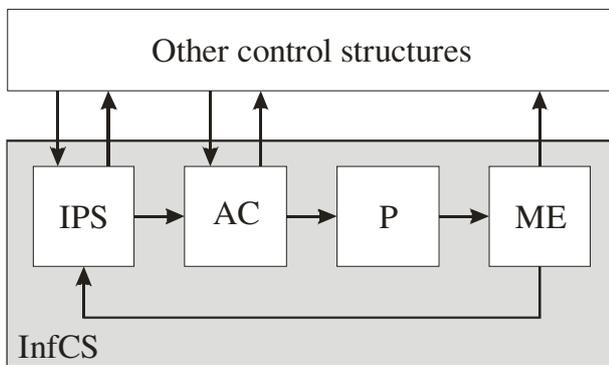 Other control structures
IPS
AC
P
ME
InfCS